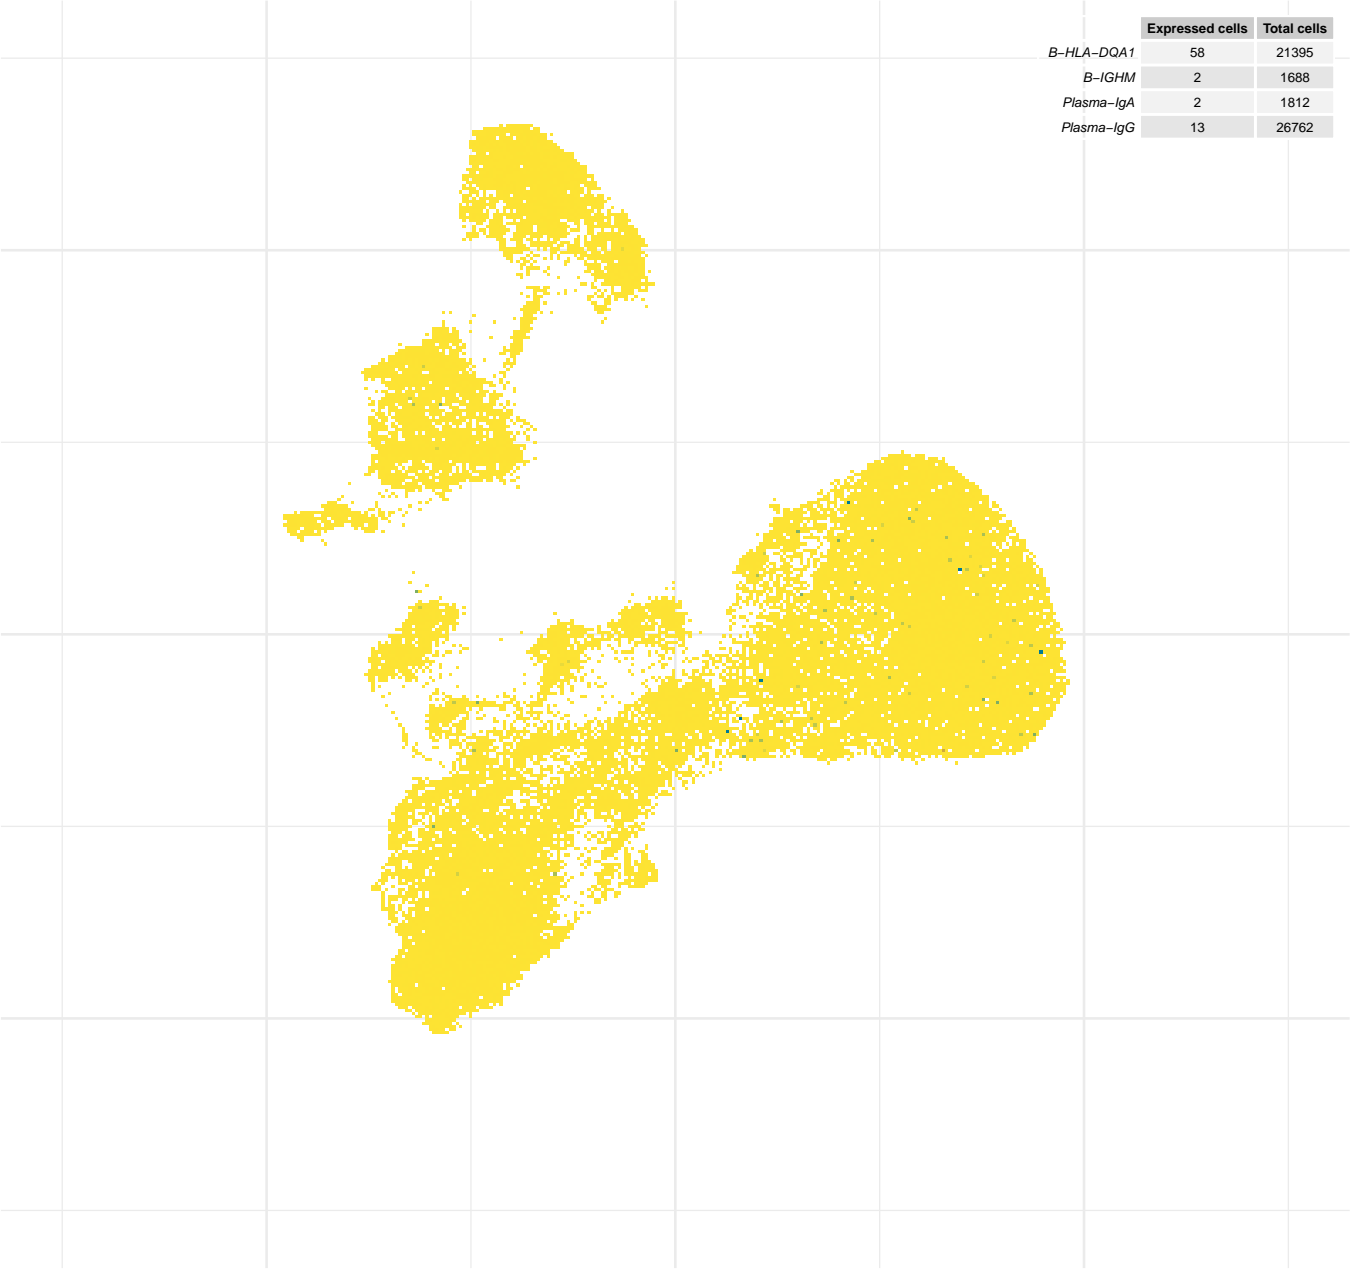 Expressed cells Total cells
B−HLA−DQA1 58 21395
B−IGHM 2 1688
Plasma−IgA 2 1812
Plasma−IgG 13 26762